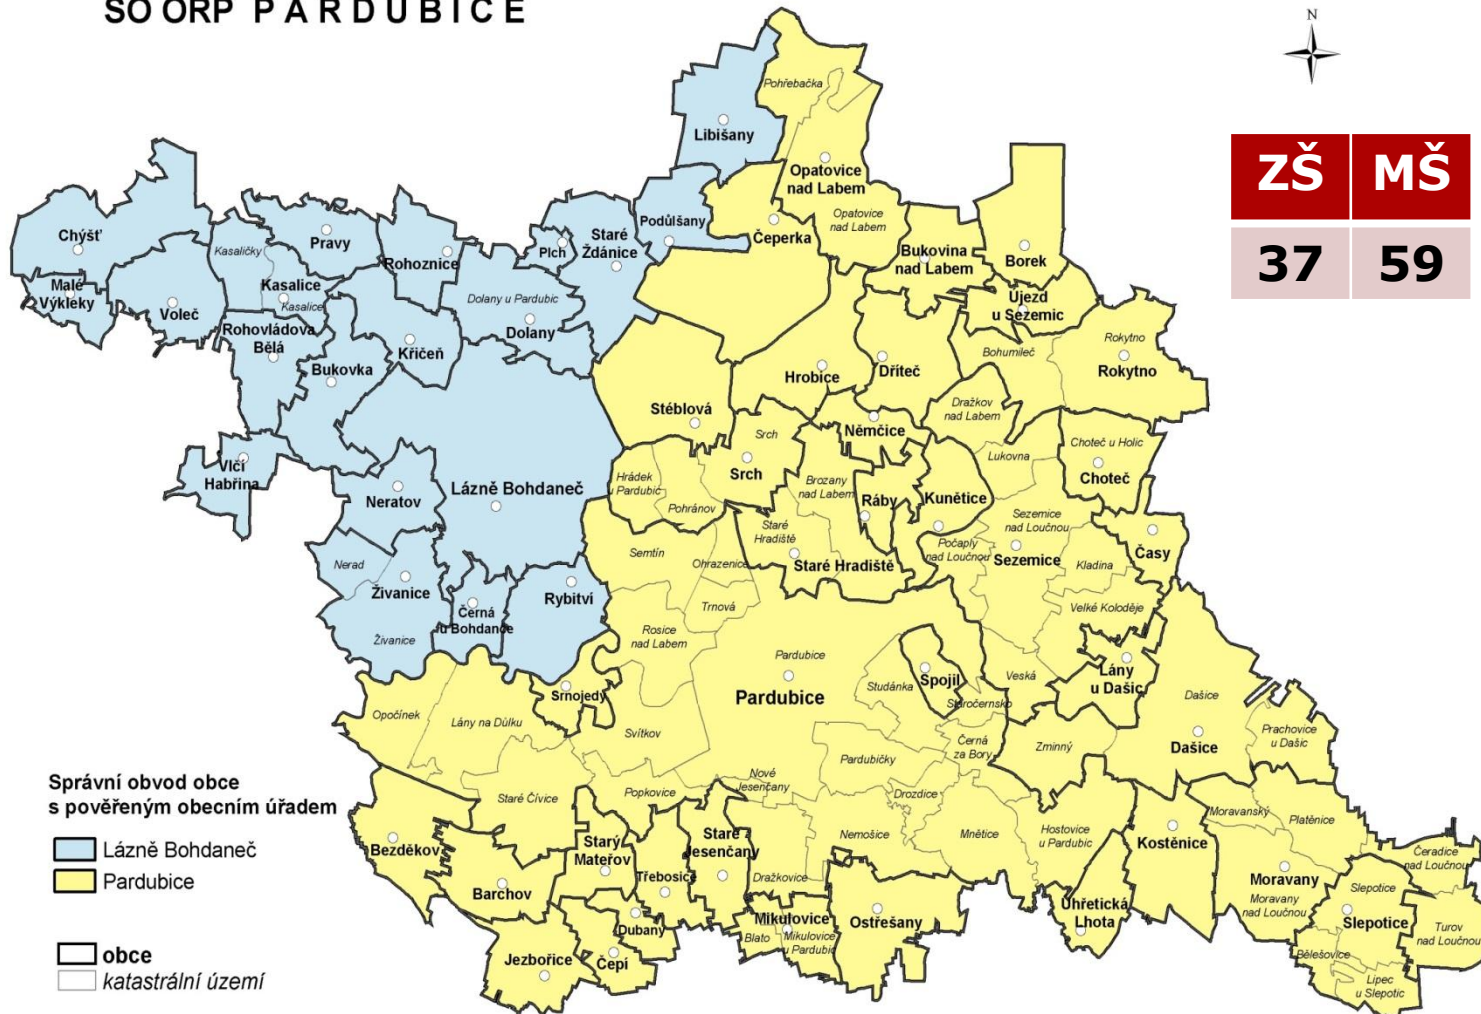 SO ORP PARDUBICE
N
ZŠ MŠ
37 59
Pohřebačka
Libišany
Opatovice
nad Labem
Opatovice
nad Labem
Podůlšany
Čeperka
Bukovina
nad Labem
Borek
Staré
Ždánice
Plch
Chýšť
Kasaličky
Pravy
Rohoznice
Kasalice
Kasalice
Malé
Výkleky
Voleč
Dolany u Pardubic
Dolany
Újezd
u Sezemic
Rohovládova
Bělá
Bukovka
Křičeň
Hrobice
Dříteč
Bohumileč
Rokytno
Rokytno
Stéblová
Dražkov
nad Labem
Němčice
Srch
Srch
Choteč u Holic
Choteč
Lukovna
Vlčí
Habřina
Neratov
Lázně Bohdaneč
Hrádek
u Pardubic
Pohránov
Brozany
nad Labem
Ráby
Kunětice
Staré
Hradiště
Staré Hradiště
Sezemice
nad Loučnou
Sezemice
Počaply
nad Loučnou
Časy
Kladina
Semtín
Ohrazenice
Nerad
Živanice
Živanice
Černá
u Bohdanče
Rybitví
Trnová
Velké Koloděje
Rosice
nad Labem
Pardubice
Pardubice
Studánka
Spojil
Staročernsko
Veská
Lány
u Dašic
Dašice
Dašice
Prachovice
u Dašic
Srnojedy
Opočínek
Lány na Důlku
Svítkov
Černá
za Bory
Zminný
Pardubičky
Nové
Jesenčany
Popkovice
Staré Čívice
Drozdice
Nemošice
Mnětice
Hostovice
u Pardubic
Kostěnice
Moravanský
Platěnice
Čeradice
nad Loučnou
Správní obvod obce
s pověřeným obecním úřadem
Lázně Bohdaneč
Pardubice
obce
katastrální území
Bezděkov
Barchov
Starý
Mateřov
Třebosice
Staré
Jesenčany
Dražkovice
Moravany
Moravany
nad Loučnou
Slepotice
Slepotice
Turov
nad Loučnou
Úhřetická
Lhota
Ostřešany
Mikulovice
Blato
Mikulovice
u Pardubic
Dubany
Čepí
Jezbořice
Bělešovice
Lipec
u Slepotic